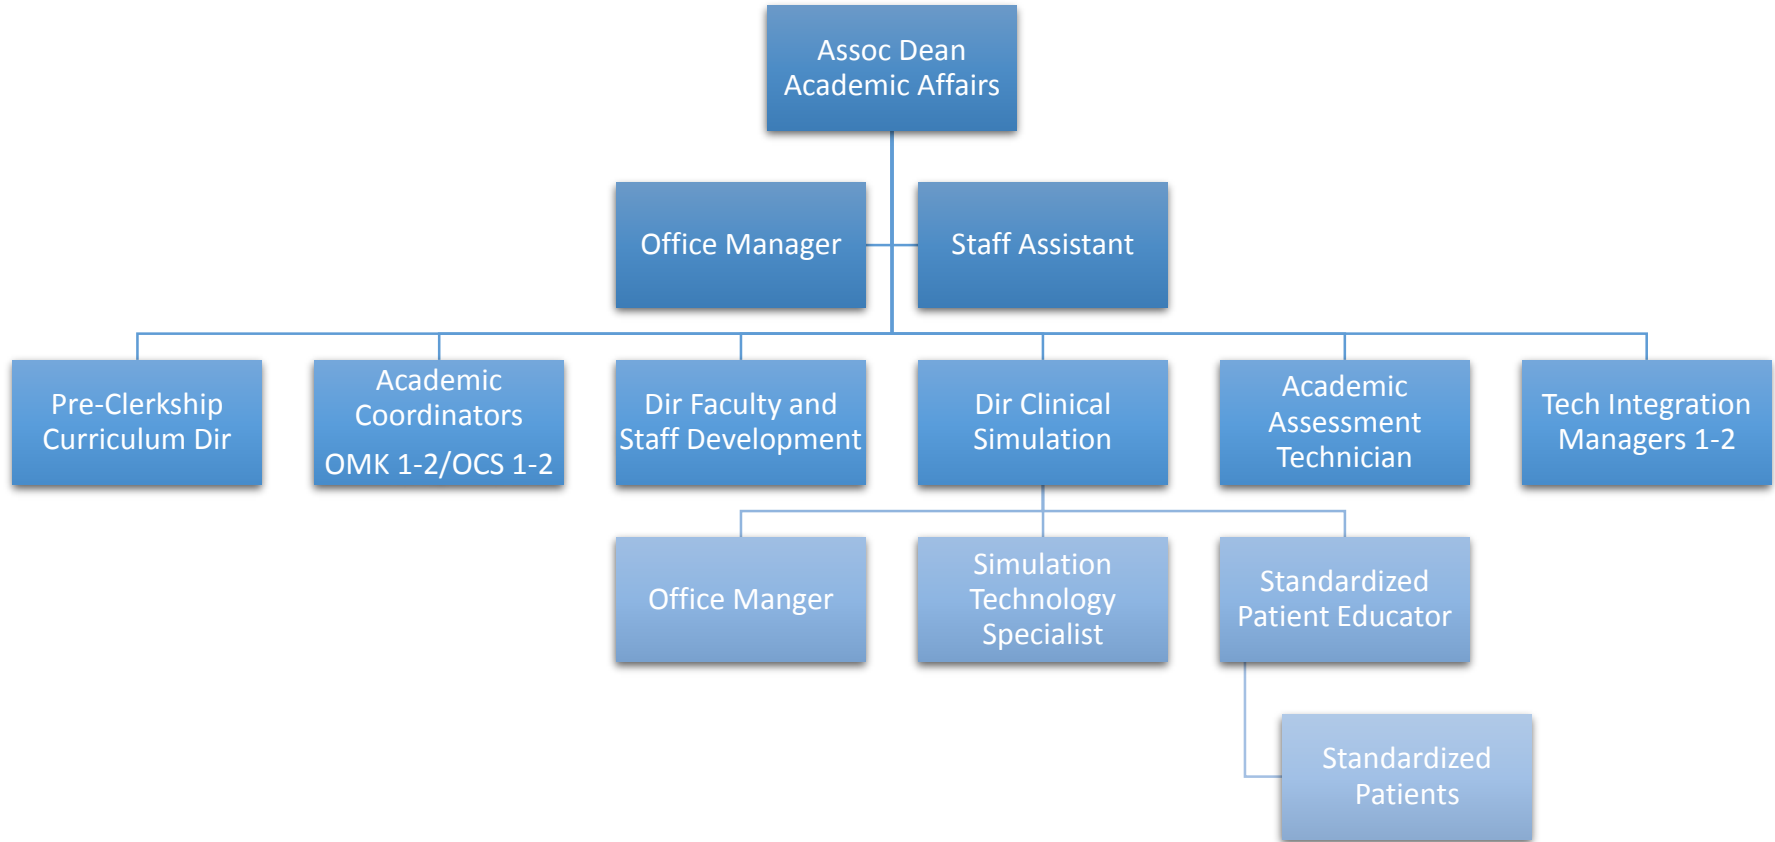 Assoc Dean
Academic Affairs
Office Manager
Staff Assistant
Pre-Clerkship
Curriculum Dir
Academic
Coordinators
OMK 1-2/OCS 1-2
Dir Faculty and
Staff Development
Dir Clinical
Simulation
Academic
Assessment
Technician
Tech Integration
Managers 1-2
Office Manger
Simulation
Technology
Specialist
Standardized
Patient Educator
Standardized
Patients